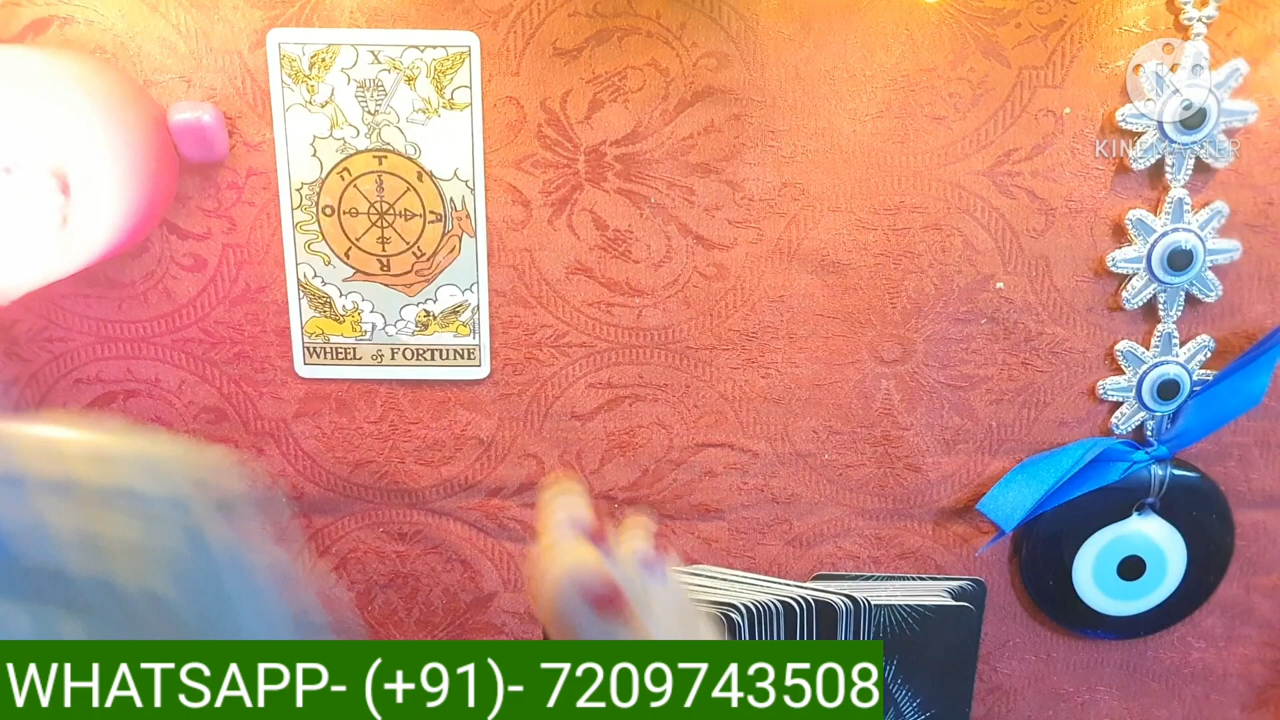 KINEMASTER
X
T
A
R
O
WHEEL of FORTUNE
WHATSAPP- (+91)- 7209743508